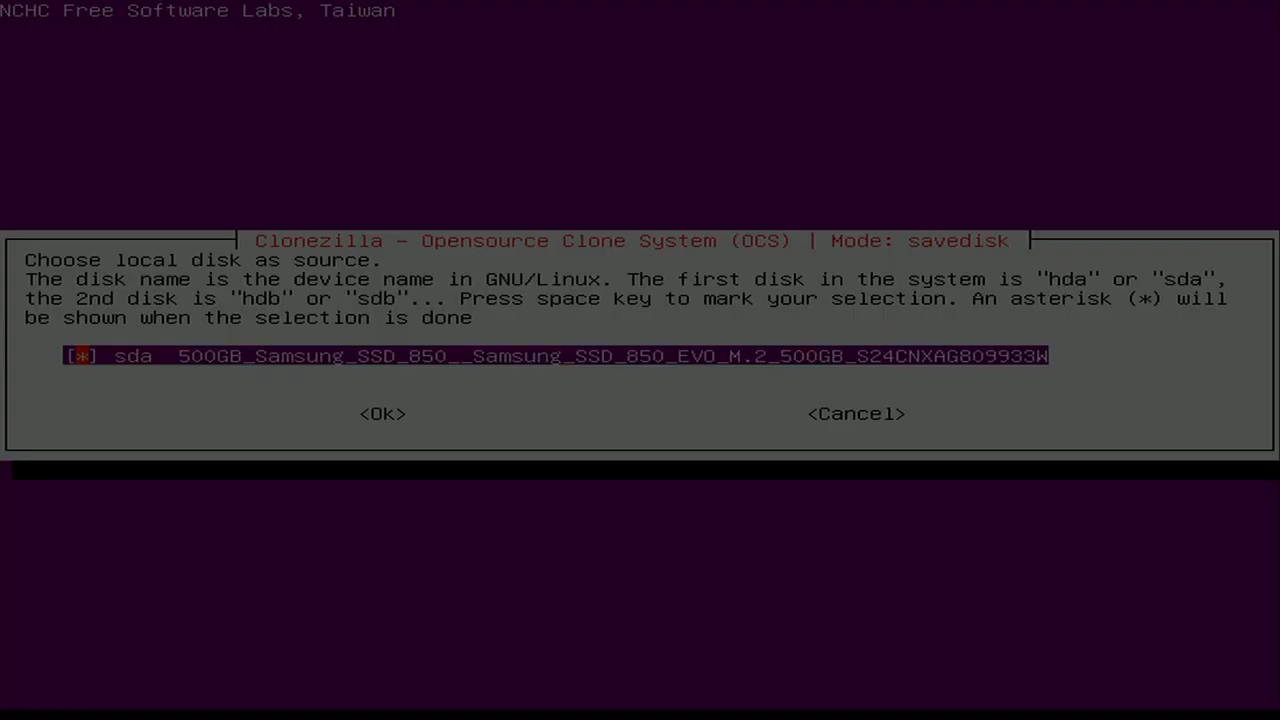 NCHC Free Software Labs, Taiwan
Clonezilla - Opensource Clone System (OCS) | Mode: savedisk
Choose local disk as source.
The disk name is the device name in GNU/Linux. The first disk in the system is "hda" or "sda",
the 2nd disk is "hdb" or "sdb"... Press space key to mark your selection. An asterisk (*) will
be shown when the selection is done
[*] sda  500GB_Samsung_SSD_850__Samsung_SSD_850_EVO_M.2_500GB_S24CNXAG809933W
<Ok> <Cancel>